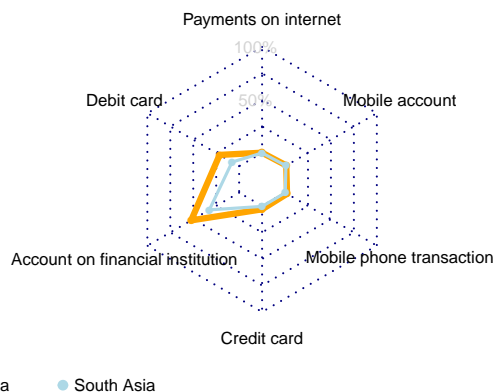 Payments on internet
100%
Debit card
50%
Mobile account
Account on financial institution
Mobile phone transaction
Credit card
a
South Asia